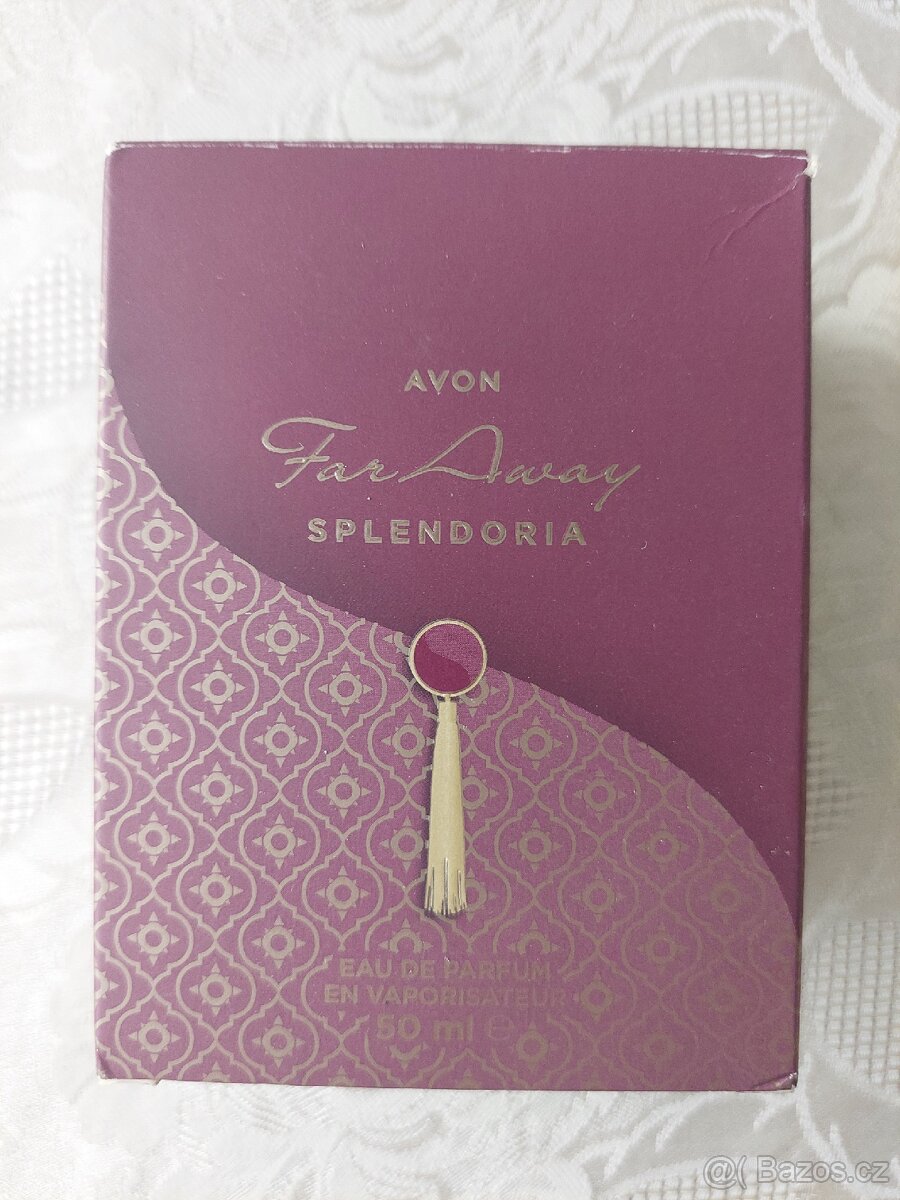 AVON
Far Away
SPLENDORIA
EAU DE PARFUM
EN VAPORISATEUR
50 ml ℮
@( Bazos.cz